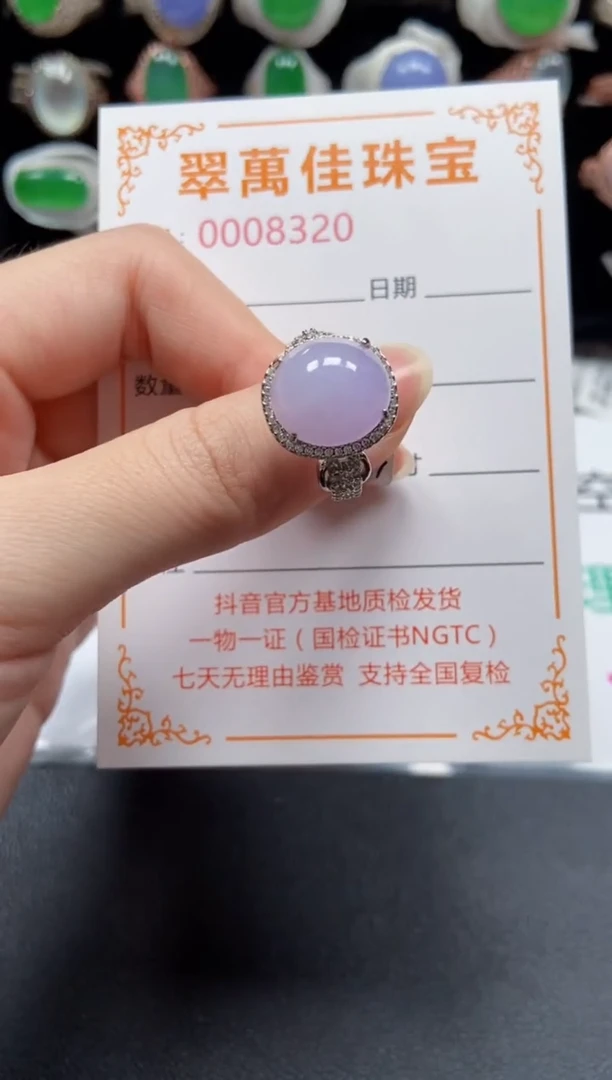 翠萬佳珠宝
0008320
日期
数量
抖音官方基地质检发货
一物一证(国检证书NGTC)
七天无理由鉴赏 支持全国复检